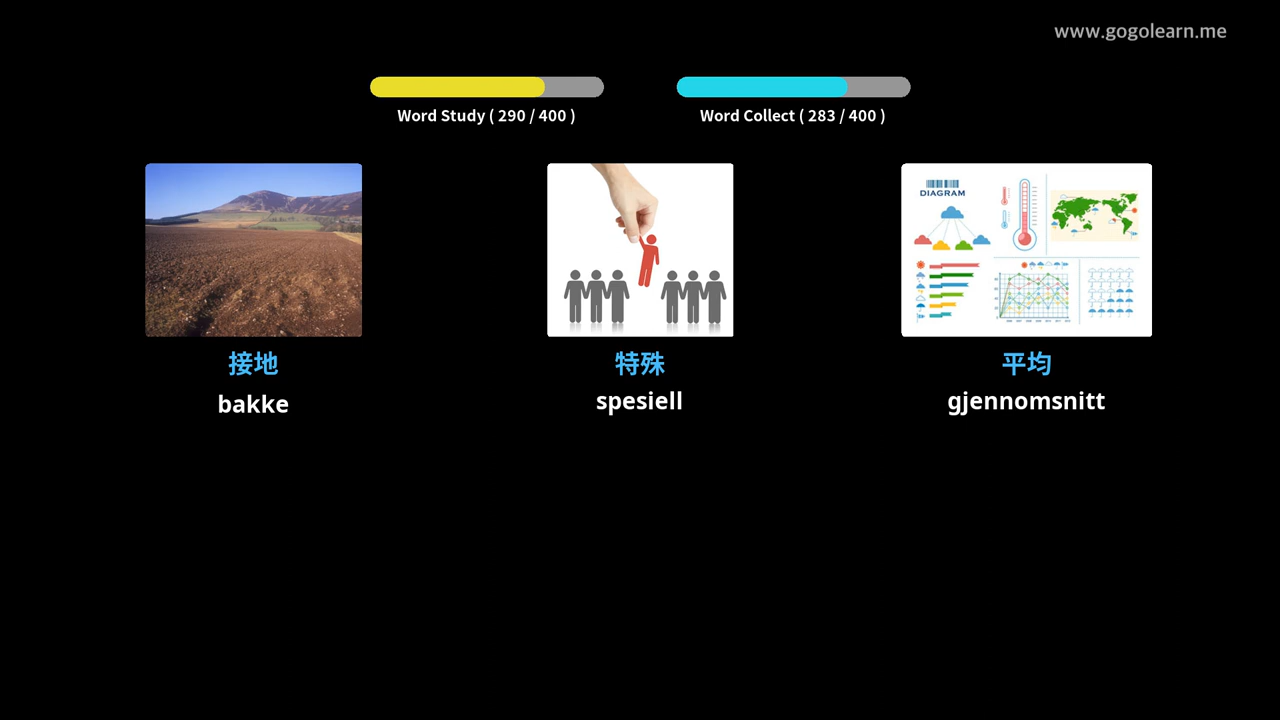 www.gogolearn.me
Word Study ( 290 / 400 )
Word Collect ( 283 / 400 )
DIAGRAM
接地
特殊
平均
bakke
spesiell
gjennomsnitt